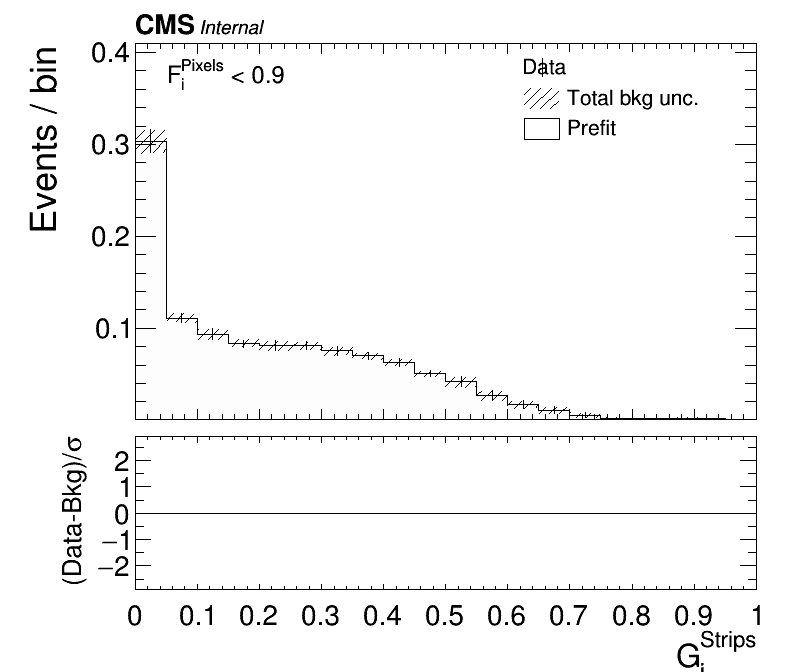 CMS Internal
F_i^Pixels < 0.9
Data
Total bkg unc.
Prefit
Events / bin
0.4
0.3
0.2
0.1
(Data-Bkg)/σ
2
1
0
−1
−2
0 0.1 0.2 0.3 0.4 0.5 0.6 0.7 0.8 0.9 1
G_i^Strips